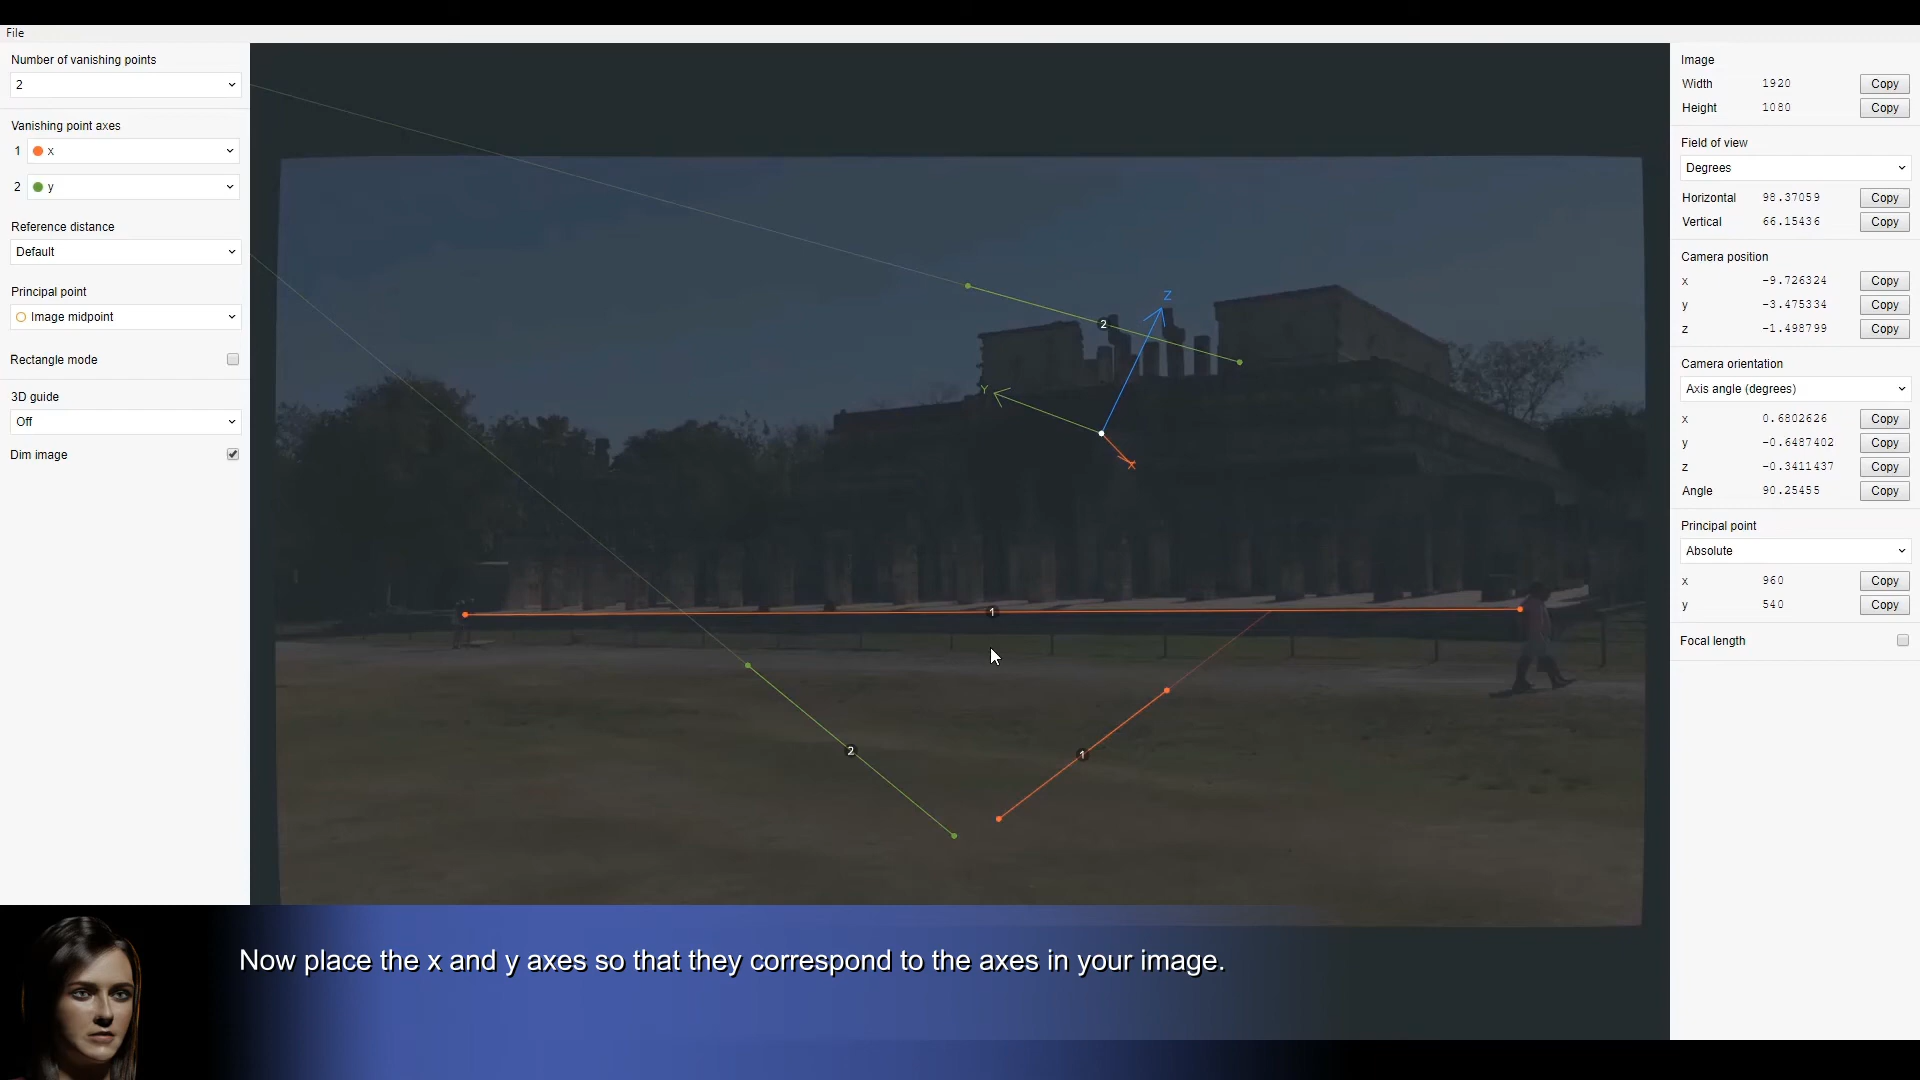 File
Number of vanishing points
2
Vanishing point axes
1 x
2 y
Reference distance
Default
Principal point
Image midpoint
Rectangle mode
3D guide
Off
Dim image
Z
2
Y
X
1
2
1
Image
Width 1920 Copy
Height 1080 Copy
Field of view
Degrees
Horizontal 98.37059 Copy
Vertical 66.15436 Copy
Camera position
x -9.726324 Copy
y -3.475334 Copy
z -1.498799 Copy
Camera orientation
Axis angle (degrees)
x 0.6802626 Copy
y -0.6487402 Copy
z -0.3411437 Copy
Angle 90.25455 Copy
Principal point
Absolute
x 960 Copy
y 540 Copy
Focal length
Now place the x and y axes so that they correspond to the axes in your image.